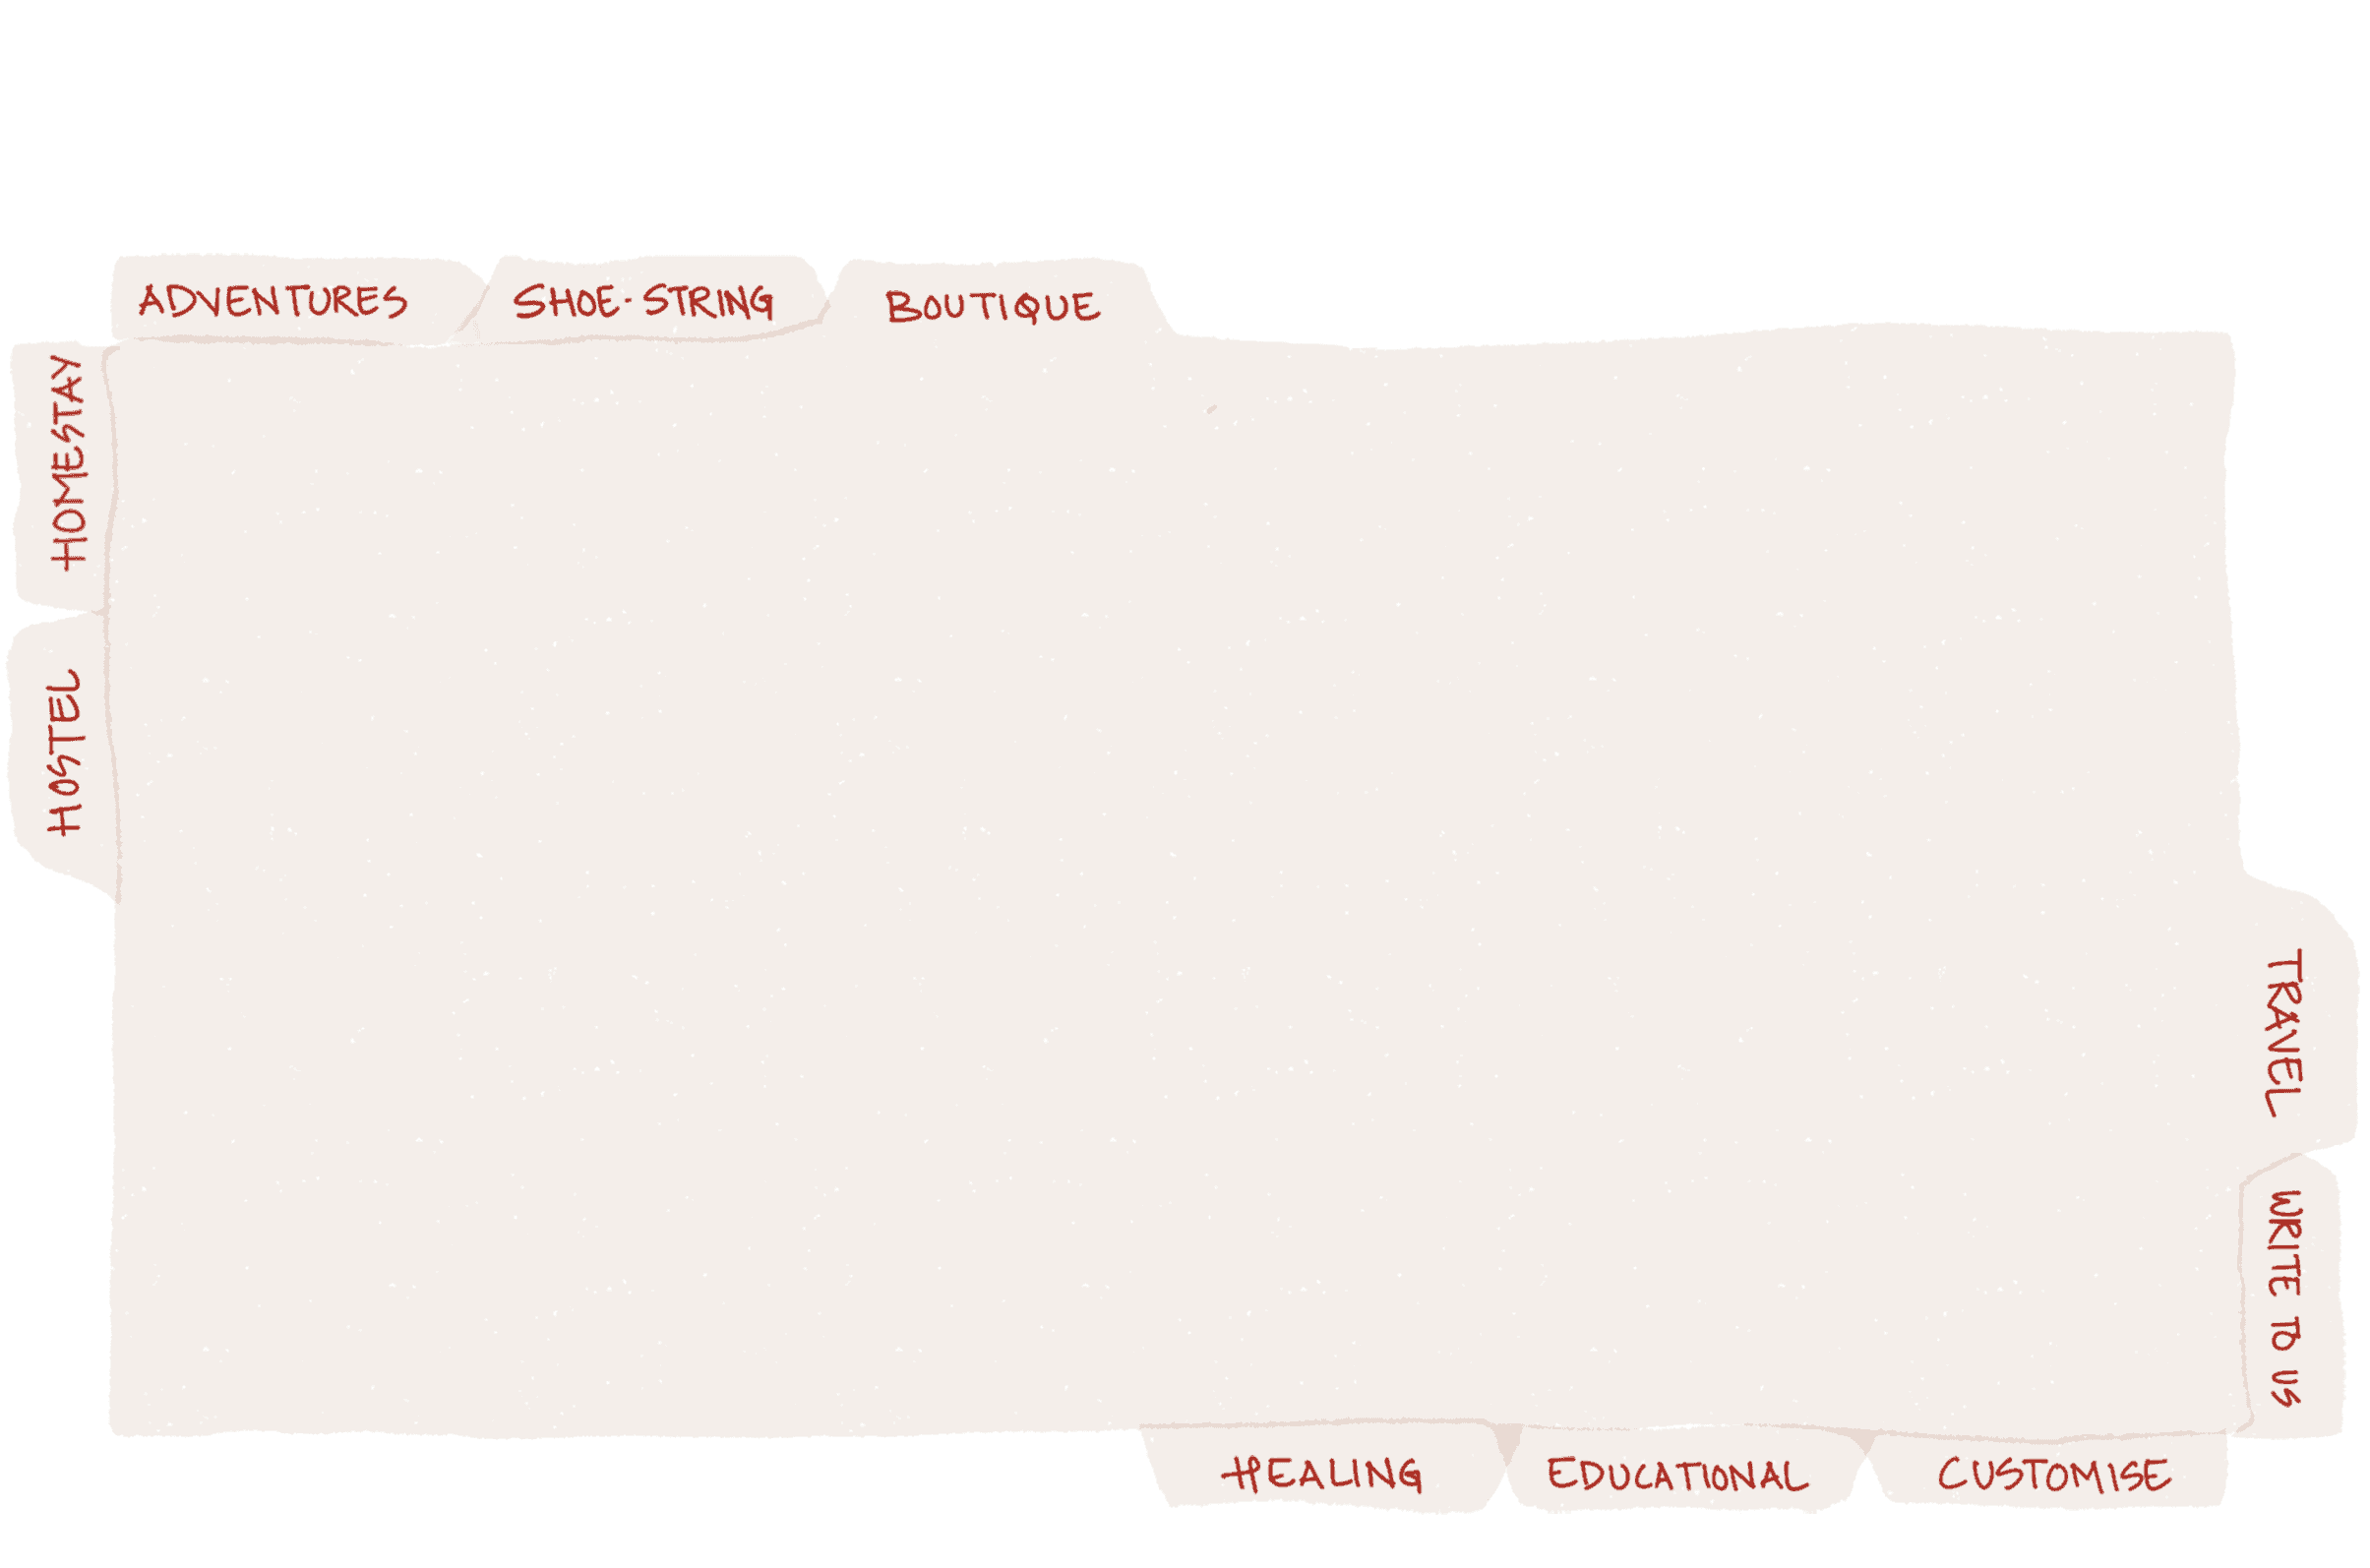 ADVENTURES
SHOE-STRING
BOUTIQUE
HOMESTAY
HOSTEL
TRAVEL
WRITE TO US
HEALING
EDUCATIONAL
CUSTOMISE